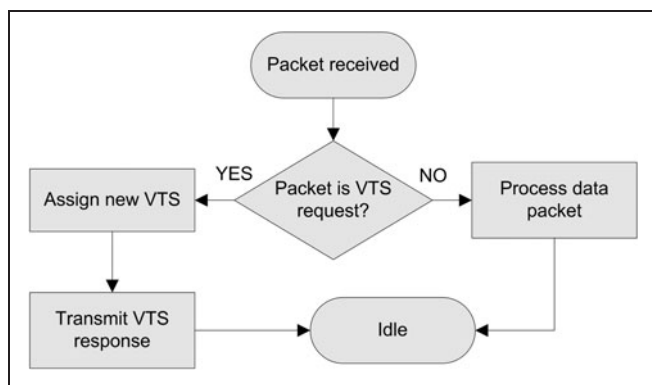 Packet received
YES
Packet is VTS
request?
NO
Assign new VTS
Process data
packet
Transmit VTS
response
Idle